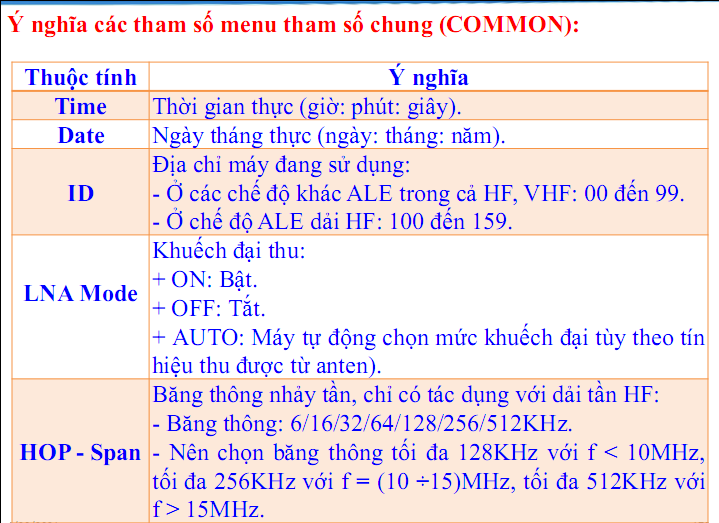 Ý nghĩa các tham số menu tham số chung (COMMON):
Thuộc tính Ý nghĩa
Time Thời gian thực (giờ: phút: giây).
Date Ngày tháng thực (ngày: tháng: năm).
Địa chỉ máy đang sử dụng:
ID - Ở các chế độ khác ALE trong cả HF, VHF: 00 đến 99.
- Ở chế độ ALE dải HF: 100 đến 159.
Khuếch đại thu:
LNA Mode + ON: Bật.
+ OFF: Tắt.
+ AUTO: Máy tự động chọn mức khuếch đại tùy theo tín
hiệu thu được từ anten).
Băng thông nhảy tần, chỉ có tác dụng với dải tần HF:
- Băng thông: 6/16/32/64/128/256/512KHz.
HOP - Span - Nên chọn băng thông tối đa 128KHz với f < 10MHz,
tối đa 256KHz với f = (10 ÷15)MHz, tối đa 512KHz với
f > 15MHz.